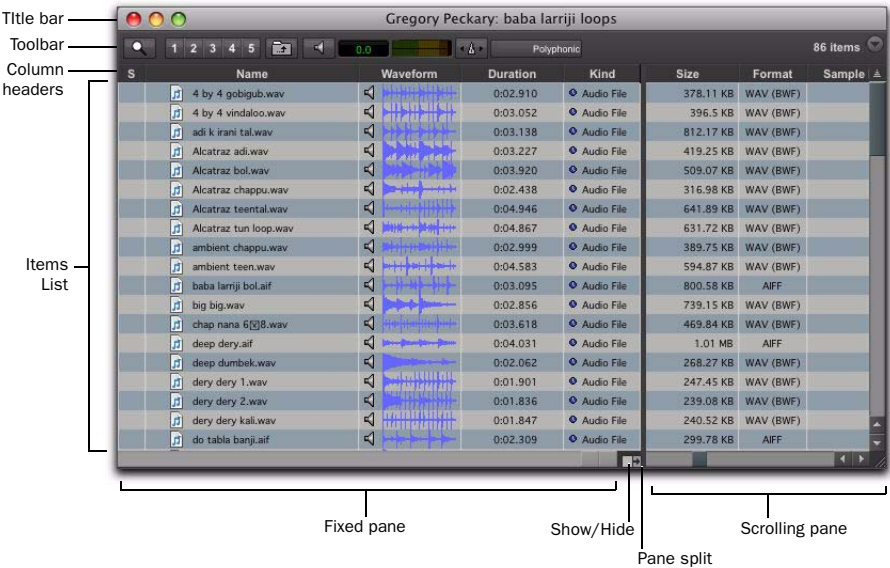 TItle bar
Gregory Peckary: baba larriji loops
Toolbar
1 2 3 4 5 0.0 Polyphonic 86 items
Column headers
S Name Waveform Duration Kind Size Format Sample
4 by 4 gobigub.wav 0:02.910 Audio File 378.11 KB WAV (BWF)
4 by 4 vindaloo.wav 0:03.052 Audio File 396.5 KB WAV (BWF)
adi k irani tal.wav 0:03.138 Audio File 812.17 KB WAV (BWF)
Alcatraz adi.wav 0:03.227 Audio File 419.25 KB WAV (BWF)
Alcatraz bol.wav 0:03.920 Audio File 509.07 KB WAV (BWF)
Alcatraz chappu.wav 0:02.438 Audio File 316.98 KB WAV (BWF)
Alcatraz teental.wav 0:04.946 Audio File 641.89 KB WAV (BWF)
Alcatraz tun loop.wav 0:04.867 Audio File 631.72 KB WAV (BWF)
ambient chappu.wav 0:02.999 Audio File 389.75 KB WAV (BWF)
Items List
ambient teen.wav 0:04.583 Audio File 594.87 KB WAV (BWF)
baba larriji bol.aif 0:03.095 Audio File 800.58 KB AIFF
big big.wav 0:02.856 Audio File 739.15 KB WAV (BWF)
chap nana 6⍰8.wav 0:03.618 Audio File 469.84 KB WAV (BWF)
deep dery.aif 0:04.031 Audio File 1.01 MB AIFF
deep dumbek.wav 0:02.062 Audio File 268.27 KB WAV (BWF)
dery dery 1.wav 0:01.901 Audio File 247.45 KB WAV (BWF)
dery dery 2.wav 0:01.836 Audio File 239.08 KB WAV (BWF)
dery dery kali.wav 0:01.847 Audio File 240.52 KB WAV (BWF)
do tabla banji.aif 0:02.309 Audio File 299.78 KB AIFF
Fixed pane
Show/Hide
Scrolling pane
Pane split